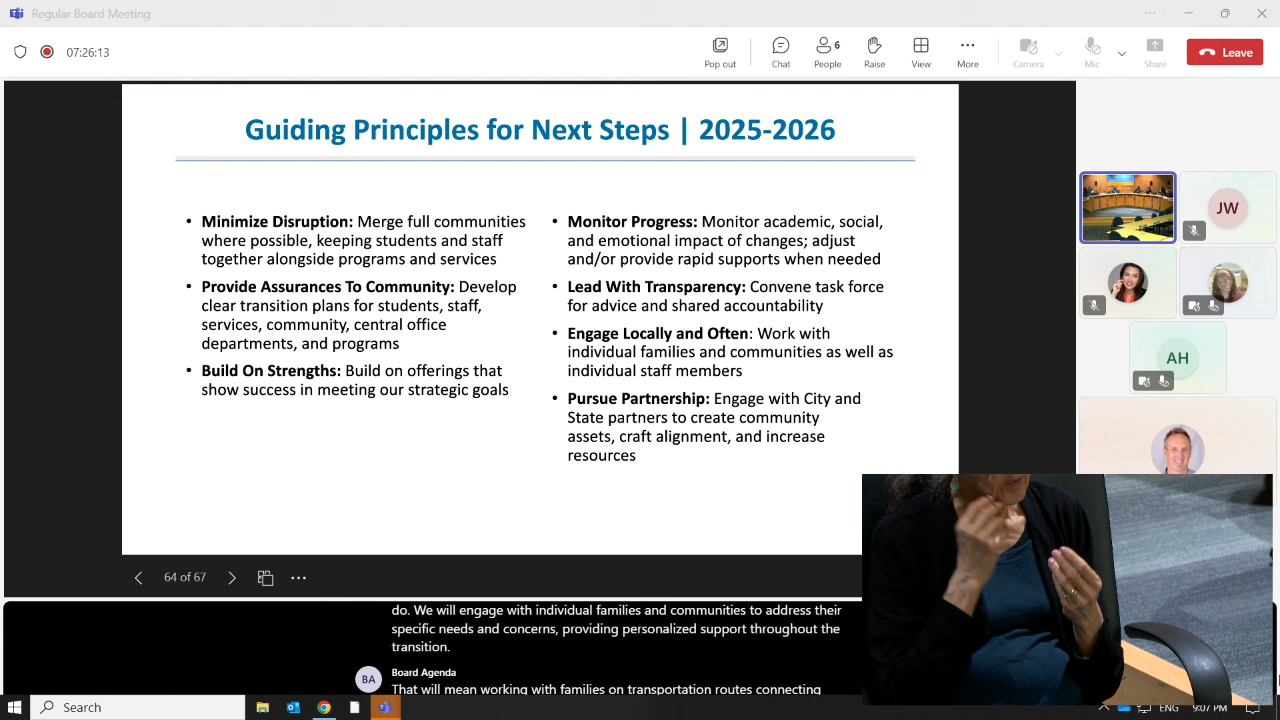 Regular Board Meeting
07:26:13
Pop out
Chat
6
People
Raise
View
More
Camera
Mic
Share
Leave
Guiding Principles for Next Steps | 2025-2026
• Minimize Disruption: Merge full communities
where possible, keeping students and staff
together alongside programs and services
• Provide Assurances To Community: Develop
clear transition plans for students, staff,
services, community, central office
departments, and programs
• Build On Strengths: Build on offerings that
show success in meeting our strategic goals
• Monitor Progress: Monitor academic, social,
and emotional impact of changes; adjust
and/or provide rapid supports when needed
• Lead With Transparency: Convene task force
for advice and shared accountability
• Engage Locally and Often: Work with
individual families and communities as well as
individual staff members
• Pursue Partnership: Engage with City and
State partners to create community
assets, craft alignment, and increase
resources
JW
AH
64 of 67
do. We will engage with individual families and communities to address their
specific needs and concerns, providing personalized support throughout the
transition.
BA
Board Agenda
That will mean working with families on transportation routes connecting
Search
ENG
9:07 PM